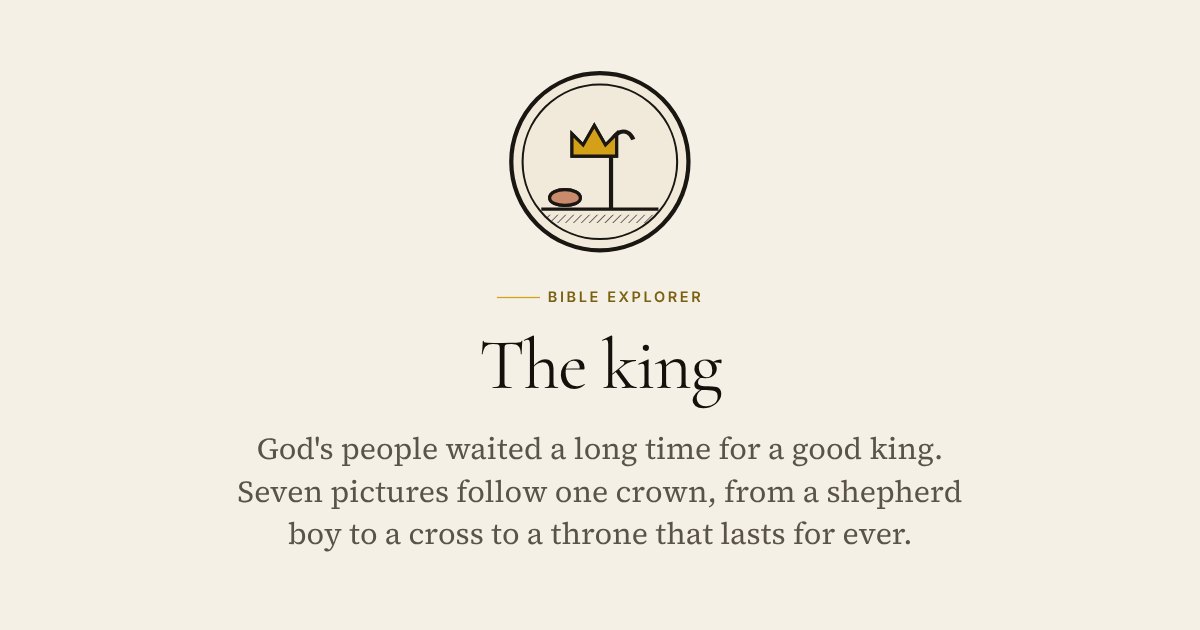 BIBLE EXPLORER
The king
God's people waited a long time for a good king.
Seven pictures follow one crown, from a shepherd
boy to a cross to a throne that lasts for ever.